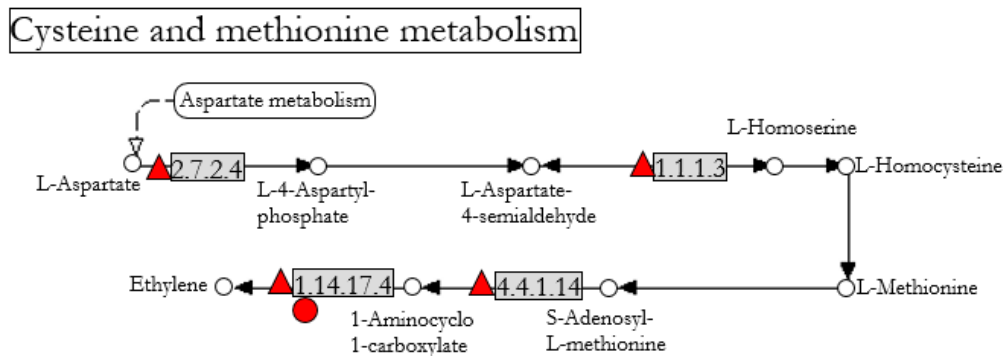 Cysteine and methionine metabolism
Aspartate metabolism
L-Homoserine
2.7.2.4
1.1.1.3
L-Homocysteine
L-Aspartate
L-4-Aspartyl-
phosphate
L-Aspartate-
4-semialdehyde
Ethylene
1.14.17.4
4.4.1.14
L-Methionine
1-Aminocyclo
1-carboxylate
S-Adenosyl-
L-methionine